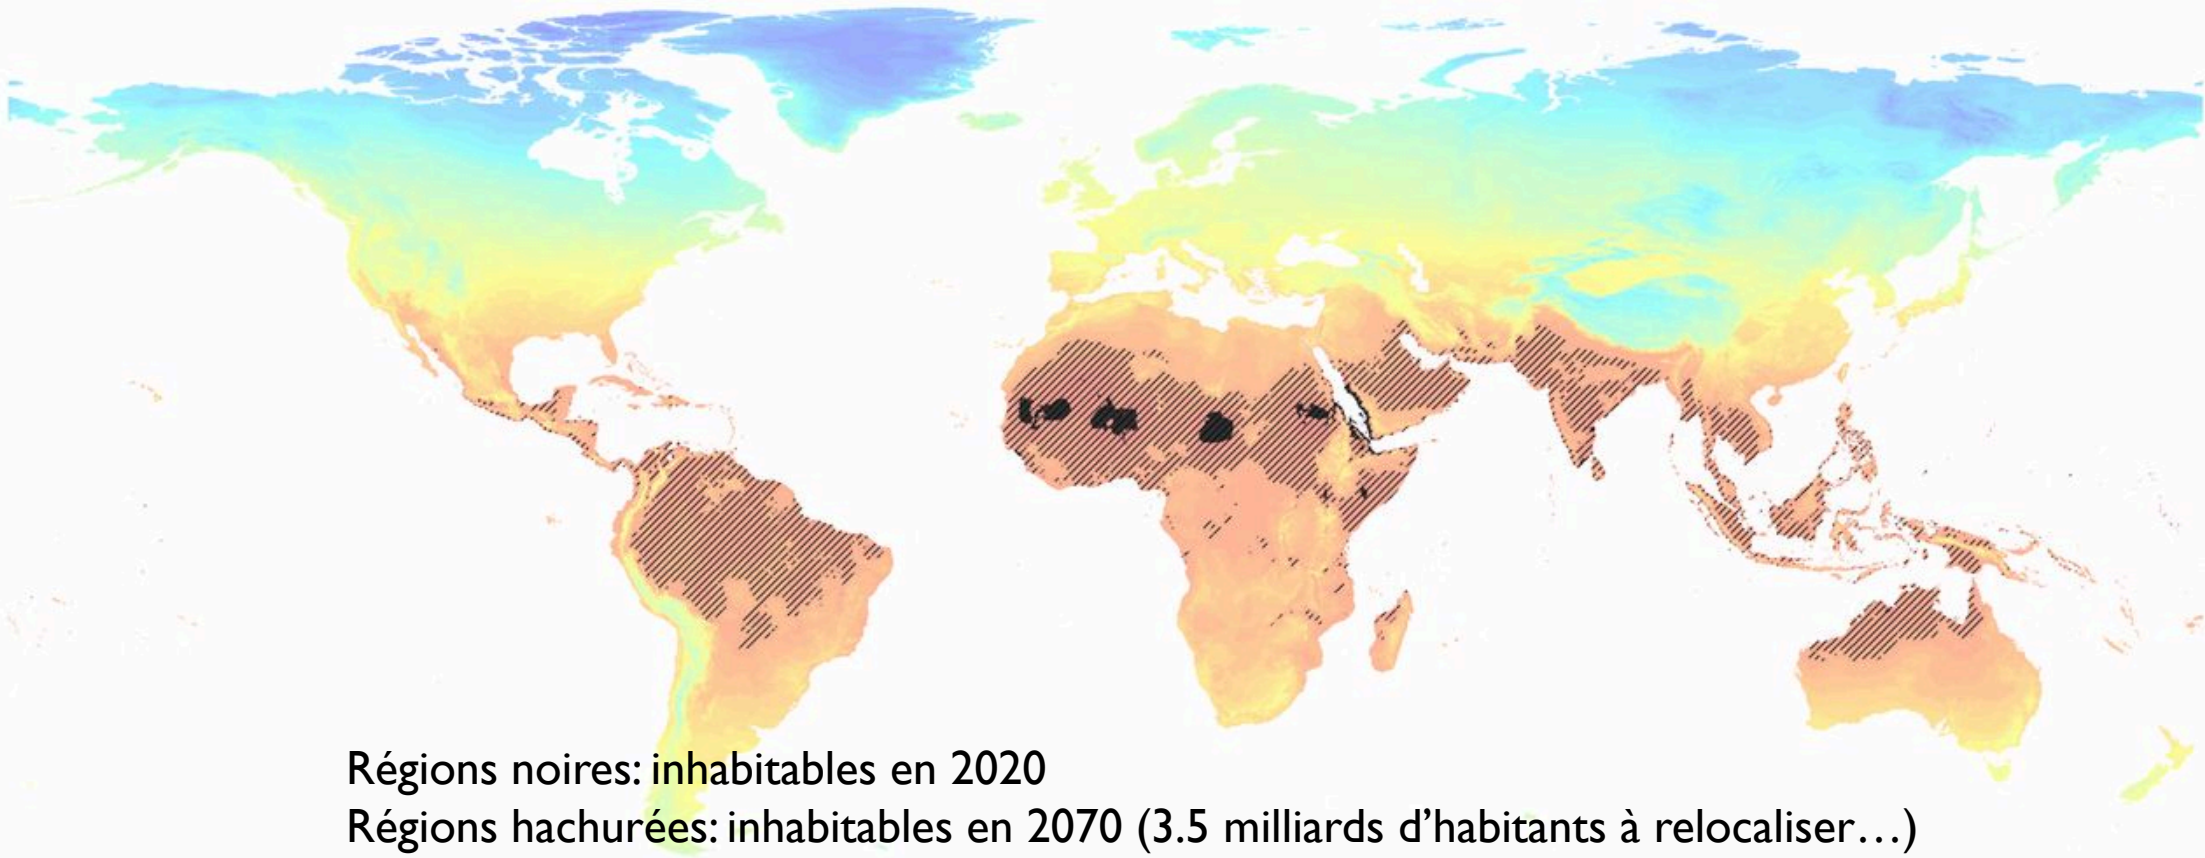 Régions noires: inhabitables en 2020
Régions hachurées: inhabitables en 2070 (3.5 milliards d’habitants à relocaliser…)